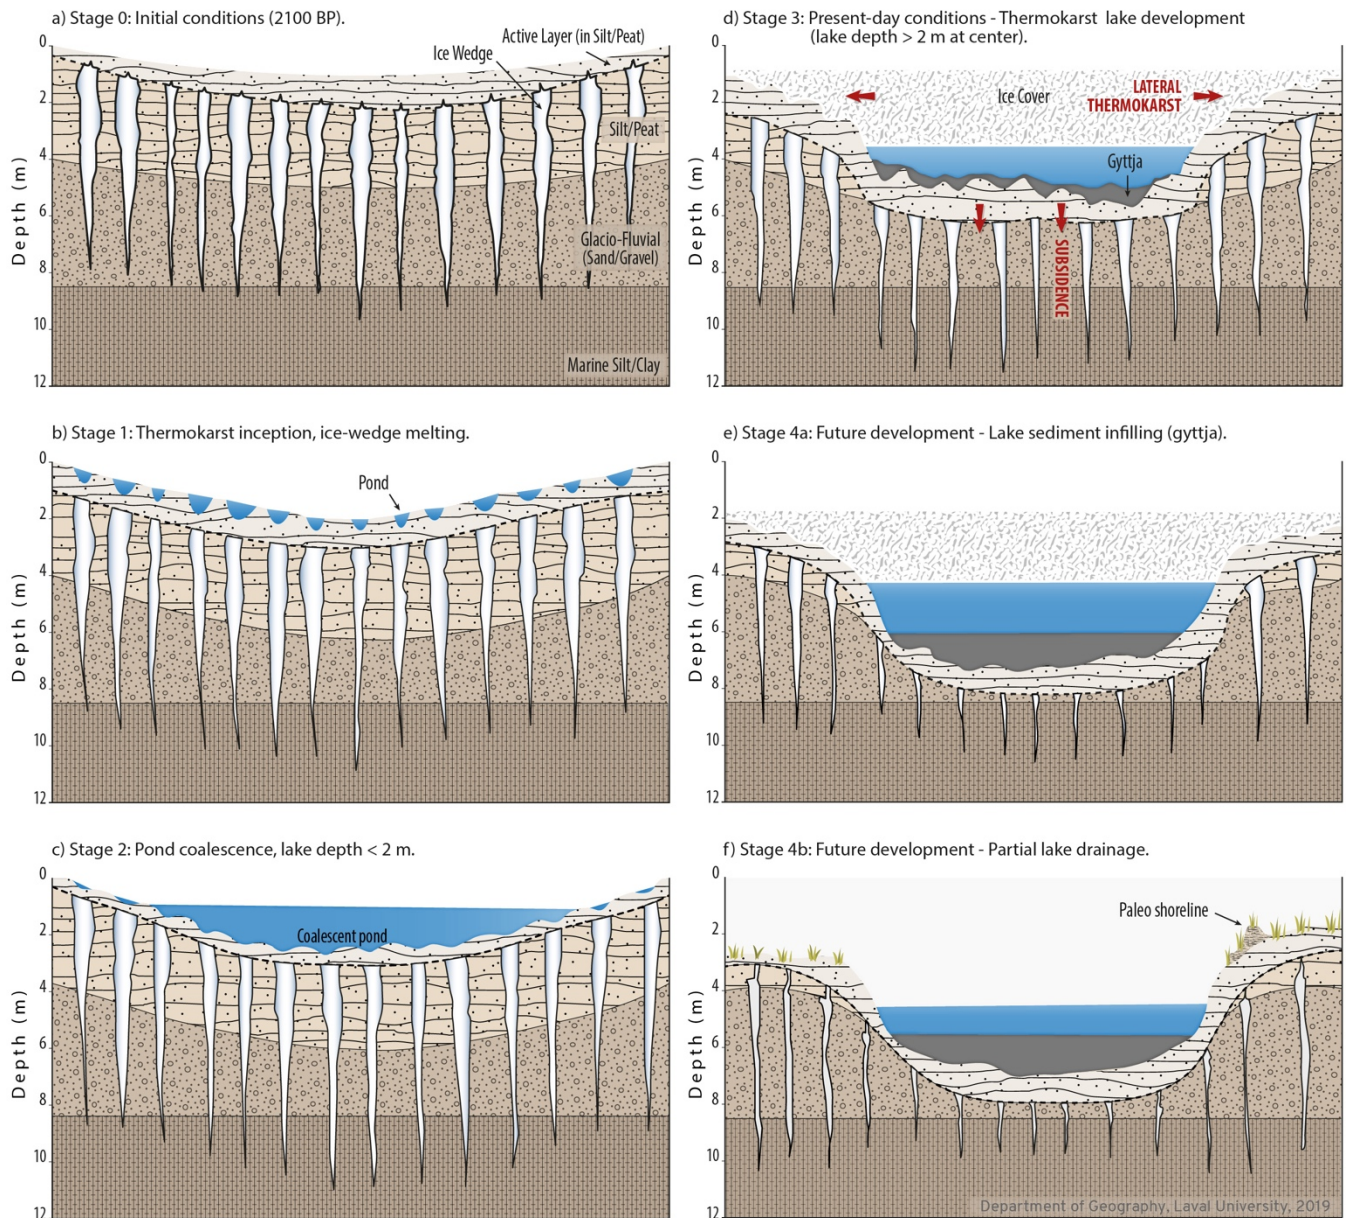 a) Stage 0: Initial conditions (2100 BP).
0
2
4
6
8
10
12
Depth (m)
Active Layer (in Silt/Peat)
Ice Wedge
Silt/Peat
Glacio-Fluvial
(Sand/Gravel)
Marine Silt/Clay
b) Stage 1: Thermokarst inception, ice-wedge melting.
0
2
4
6
8
10
12
Depth (m)
Pond
c) Stage 2: Pond coalescence, lake depth < 2 m.
0
2
4
6
8
10
12
Depth (m)
Coalescent pond
d) Stage 3: Present-day conditions - Thermokarst lake development
(lake depth > 2 m at center).
0
2
4
6
8
10
12
Depth (m)
Ice Cover
LATERAL
THERMOKARST
Gyttja
SUBSIDENCE
e) Stage 4a: Future development - Lake sediment infilling (gyttja).
0
2
4
6
8
10
12
Depth (m)
f) Stage 4b: Future development - Partial lake drainage.
0
2
4
6
8
10
12
Depth (m)
Paleo shoreline
Department of Geography, Laval University, 2019